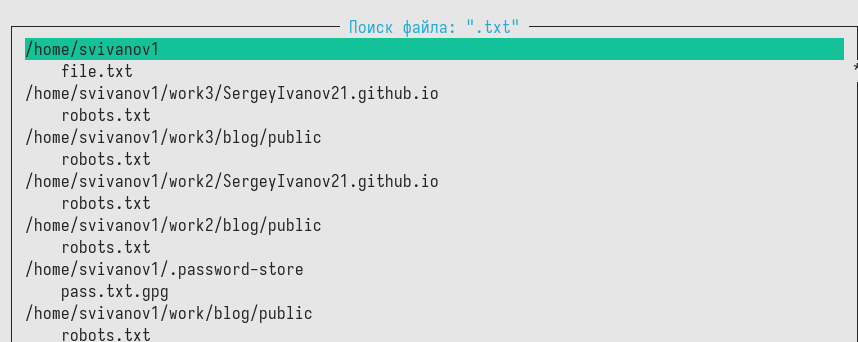 Поиск файла: ".txt"
/home/svivanov1
file.txt
/home/svivanov1/work3/SergeyIvanov21.github.io
robots.txt
/home/svivanov1/work3/blog/public
robots.txt
/home/svivanov1/work2/SergeyIvanov21.github.io
robots.txt
/home/svivanov1/work2/blog/public
robots.txt
/home/svivanov1/.password-store
pass.txt.gpg
/home/svivanov1/work/blog/public
robots.txt